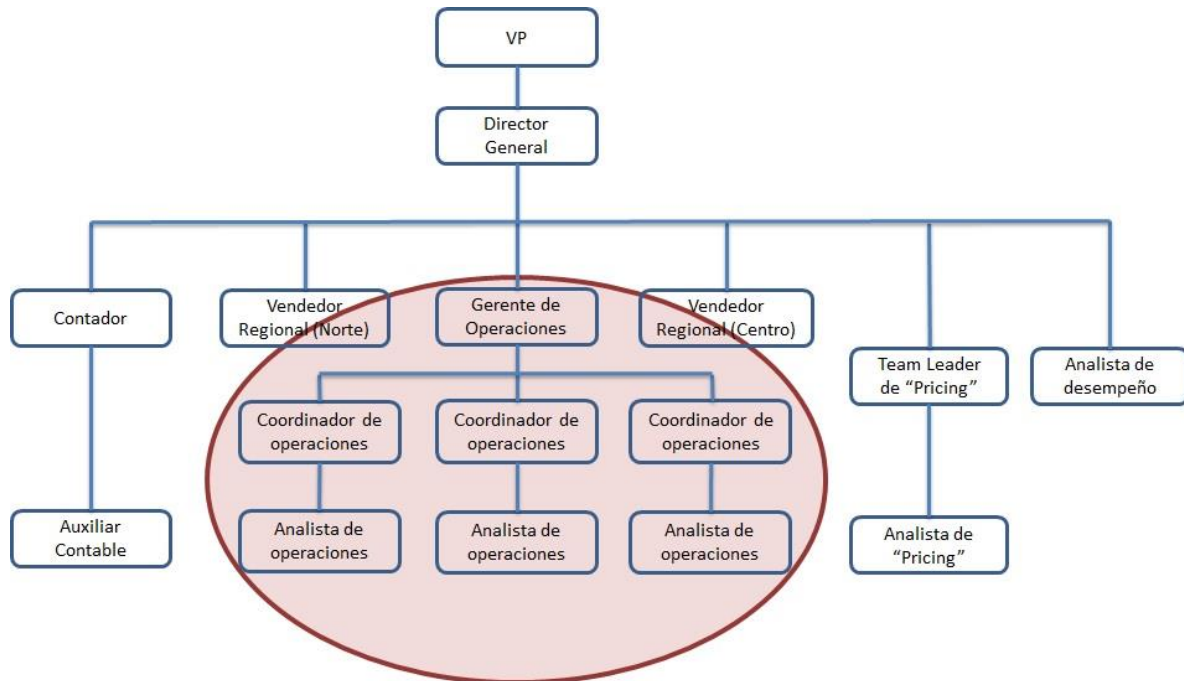 VP
Director
General
Contador
Vendedor
Regional (Norte)
Gerente de
Operaciones
Vendedor
Regional (Centro)
Team Leader
de “Pricing”
Analista de
desempeño
Coordinador de
operaciones
Coordinador de
operaciones
Coordinador de
operaciones
Auxiliar
Contable
Analista de
operaciones
Analista de
operaciones
Analista de
operaciones
Analista de
“Pricing”